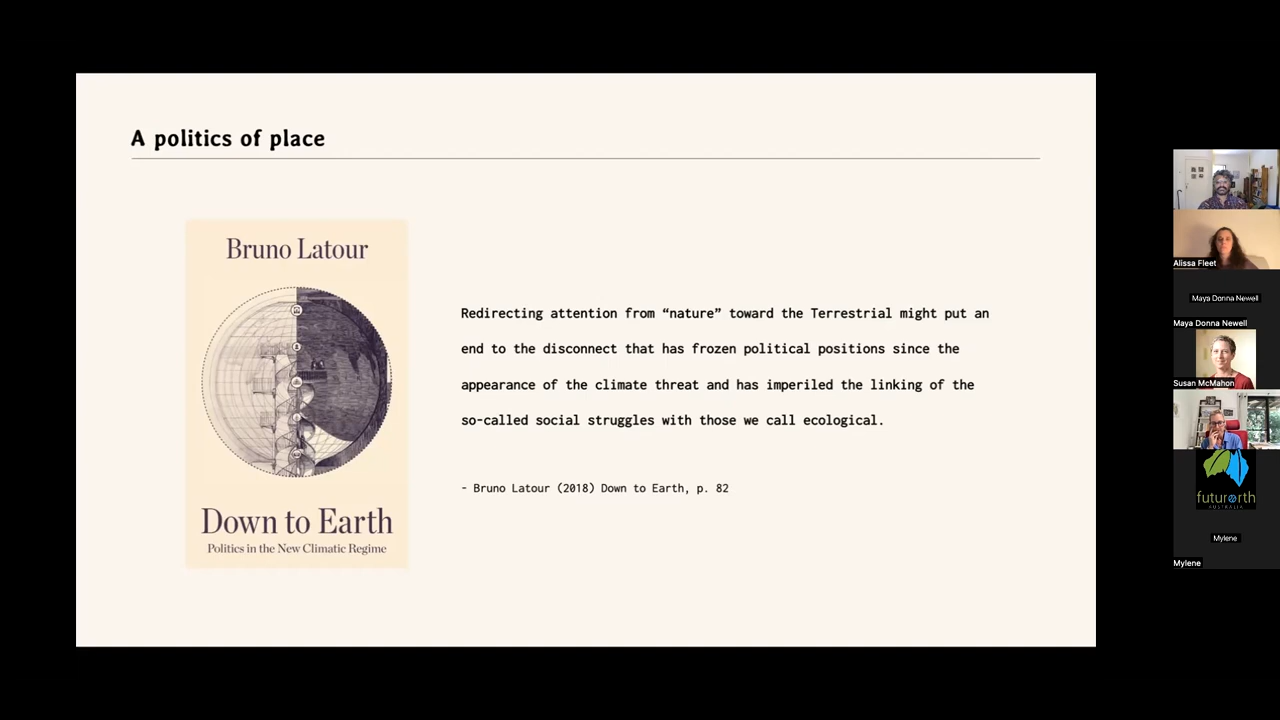 A politics of place
Bruno Latour
Down to Earth
Politics in the New Climatic Regime
Redirecting attention from “nature” toward the Terrestrial might put an
end to the disconnect that has frozen political positions since the
appearance of the climate threat and has imperiled the linking of the
so-called social struggles with those we call ecological.
- Bruno Latour (2018) Down to Earth, p. 82
Alissa Fleet
Maya Donna Newell
Maya Donna Newell
Susan McMahon
futurearth
AUSTRALIA
Mylene
Mylene